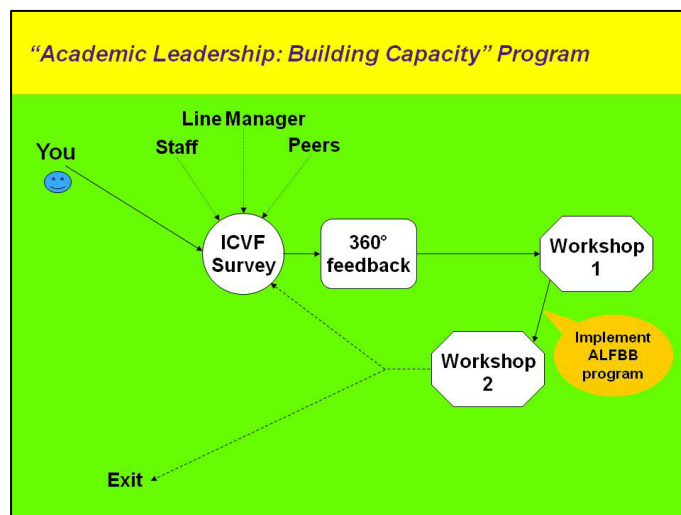 “Academic Leadership: Building Capacity” Program
Line Manager
Staff
Peers
You
ICVF
Survey
360°
feedback
Workshop
1
Implement
ALFBB
program
Workshop
2
Exit